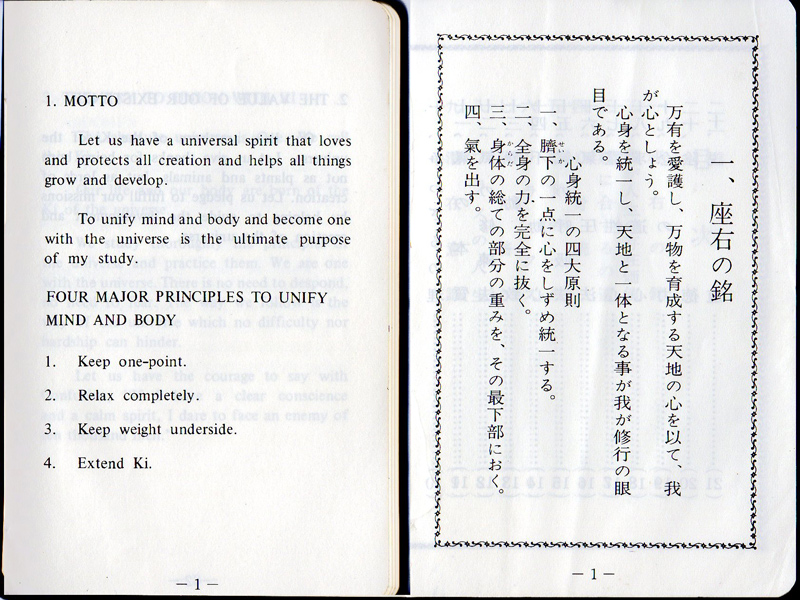 1. MOTTO
Let us have a universal spirit that loves
and protects all creation and helps all things
grow and develop.
To unify mind and body and become one
with the universe is the ultimate purpose
of my study.
FOUR MAJOR PRINCIPLES TO UNIFY
MIND AND BODY
1. Keep one-point.
2. Relax completely.
3. Keep weight underside.
4. Extend Ki.
— 1 —
一、座右の銘
万有を愛護し、万物を育成する天地の心を以て、我
が心としょう。
心身を統一し、天地と一体となる事が我が修行の眼
目である。
心身統一の四大原則
一、臍下の一点に心をしずめ統一する。
せいか
二、全身の力を完全に抜く。
三、身体の総ての部分の重みを、その最下部におく。
からだ
四、氣を出す。
— 1 —